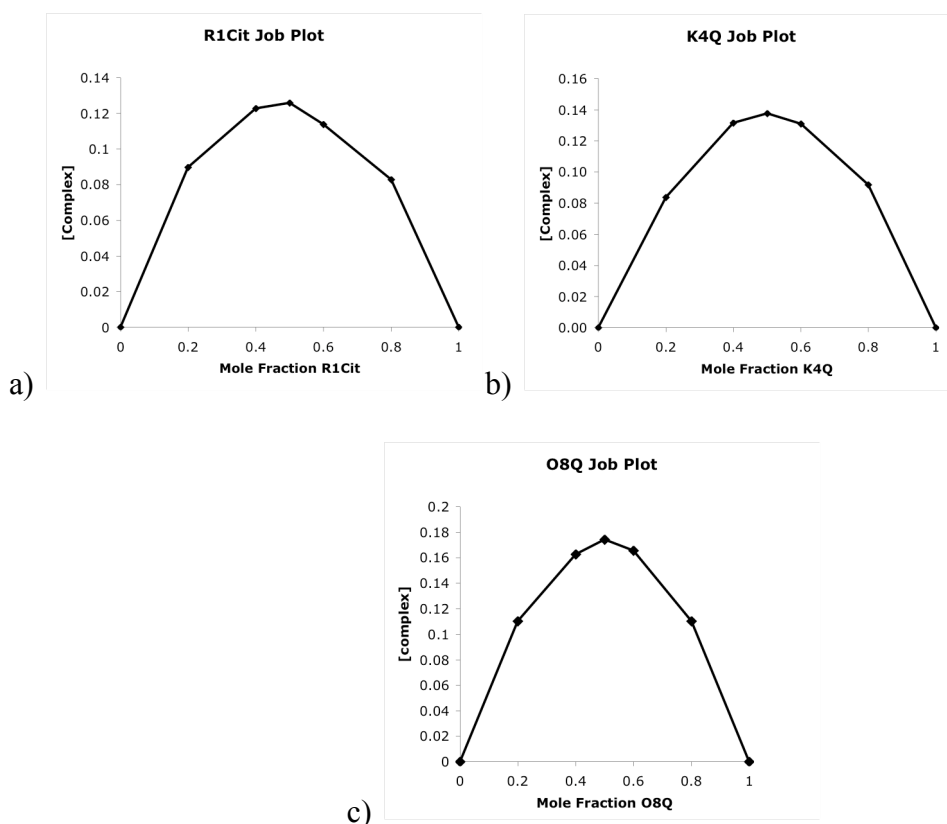 R1Cit Job Plot
0.14
0.12
0.1
0.08
0.06
0.04
0.02
0
[Complex]
0 0.2 0.4 0.6 0.8 1
Mole Fraction R1Cit
a)
K4Q Job Plot
0.16
0.14
0.12
0.10
0.08
0.06
0.04
0.02
0.00
[Complex]
0 0.2 0.4 0.6 0.8 1
Mole Fraction K4Q
b)
O8Q Job Plot
0.2
0.18
0.16
0.14
0.12
0.1
0.08
0.06
0.04
0.02
0
[complex]
0 0.2 0.4 0.6 0.8 1
Mole Fraction O8Q
c)